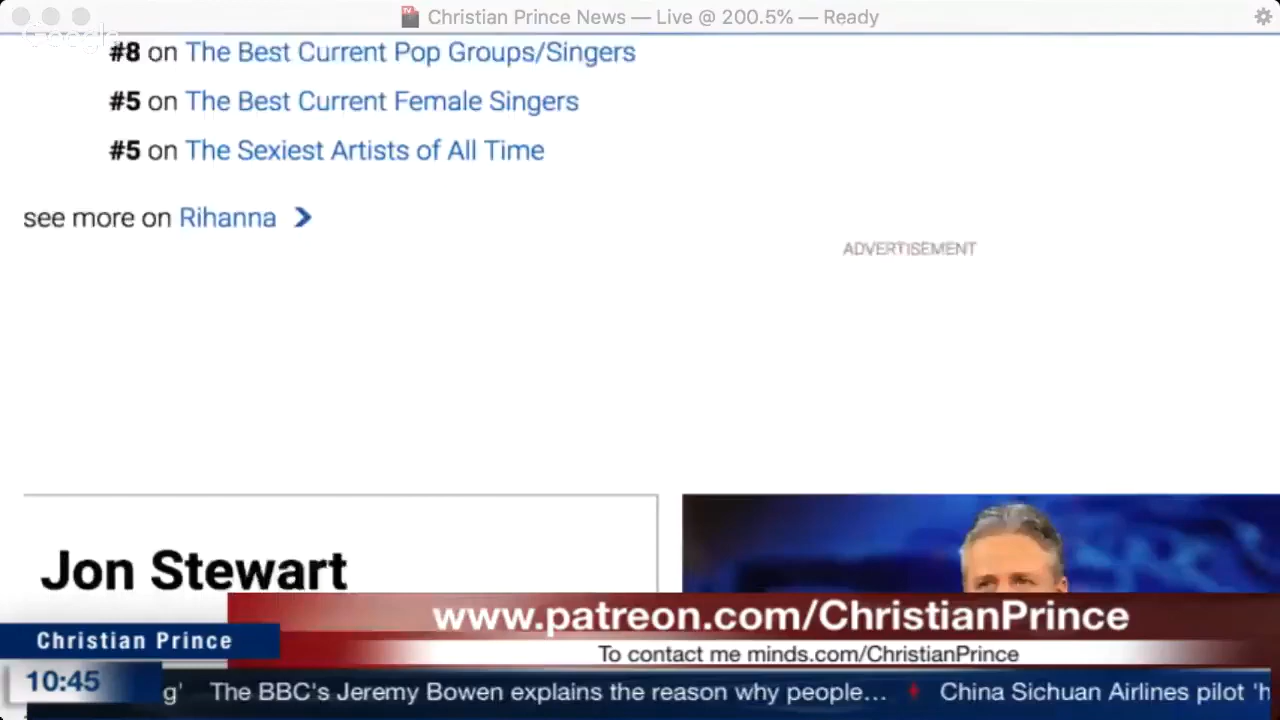 Christian Prince News — Live @ 200.5% — Ready
Google
#8 on The Best Current Pop Groups/Singers
#5 on The Best Current Female Singers
#5 on The Sexiest Artists of All Time
see more on Rihanna
ADVERTISEMENT
Jon Stewart
www.patreon.com/ChristianPrince
Christian Prince
To contact me minds.com/ChristianPrince
10:45
g' The BBC's Jeremy Bowen explains the reason why people... China Sichuan Airlines pilot 'h